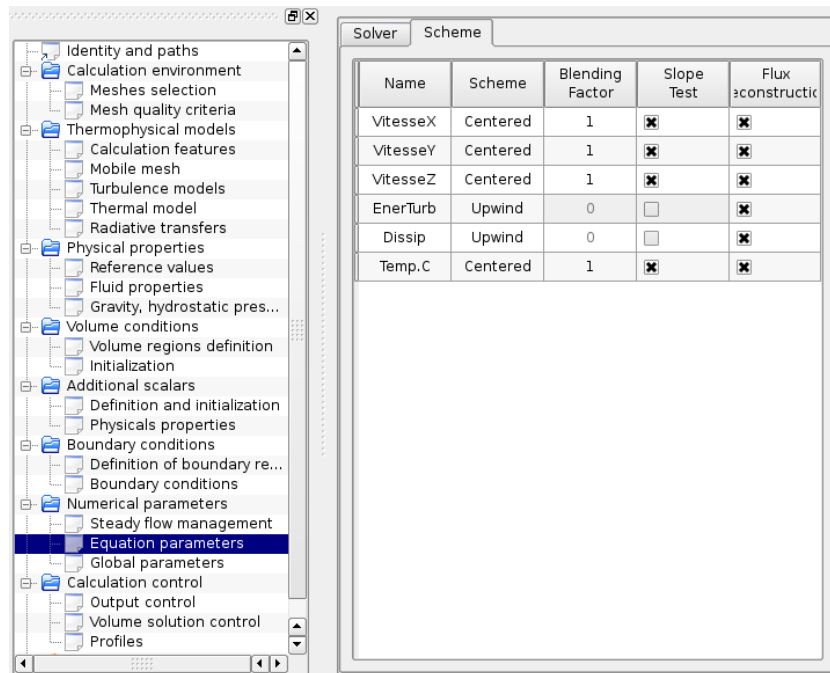 Identity and paths
Calculation environment
Meshes selection
Mesh quality criteria
Thermophysical models
Calculation features
Mobile mesh
Turbulence models
Thermal model
Radiative transfers
Physical properties
Reference values
Fluid properties
Gravity, hydrostatic pres...
Volume conditions
Volume regions definition
Initialization
Additional scalars
Definition and initialization
Physicals properties
Boundary conditions
Definition of boundary re...
Boundary conditions
Numerical parameters
Steady flow management
Equation parameters
Global parameters
Calculation control
Output control
Volume solution control
Profiles
Solver Scheme
Name Scheme Blending Factor Slope Test Flux econstructic
VitesseX Centered 1
VitesseY Centered 1
VitesseZ Centered 1
EnerTurb Upwind 0
Dissip Upwind 0
Temp.C Centered 1